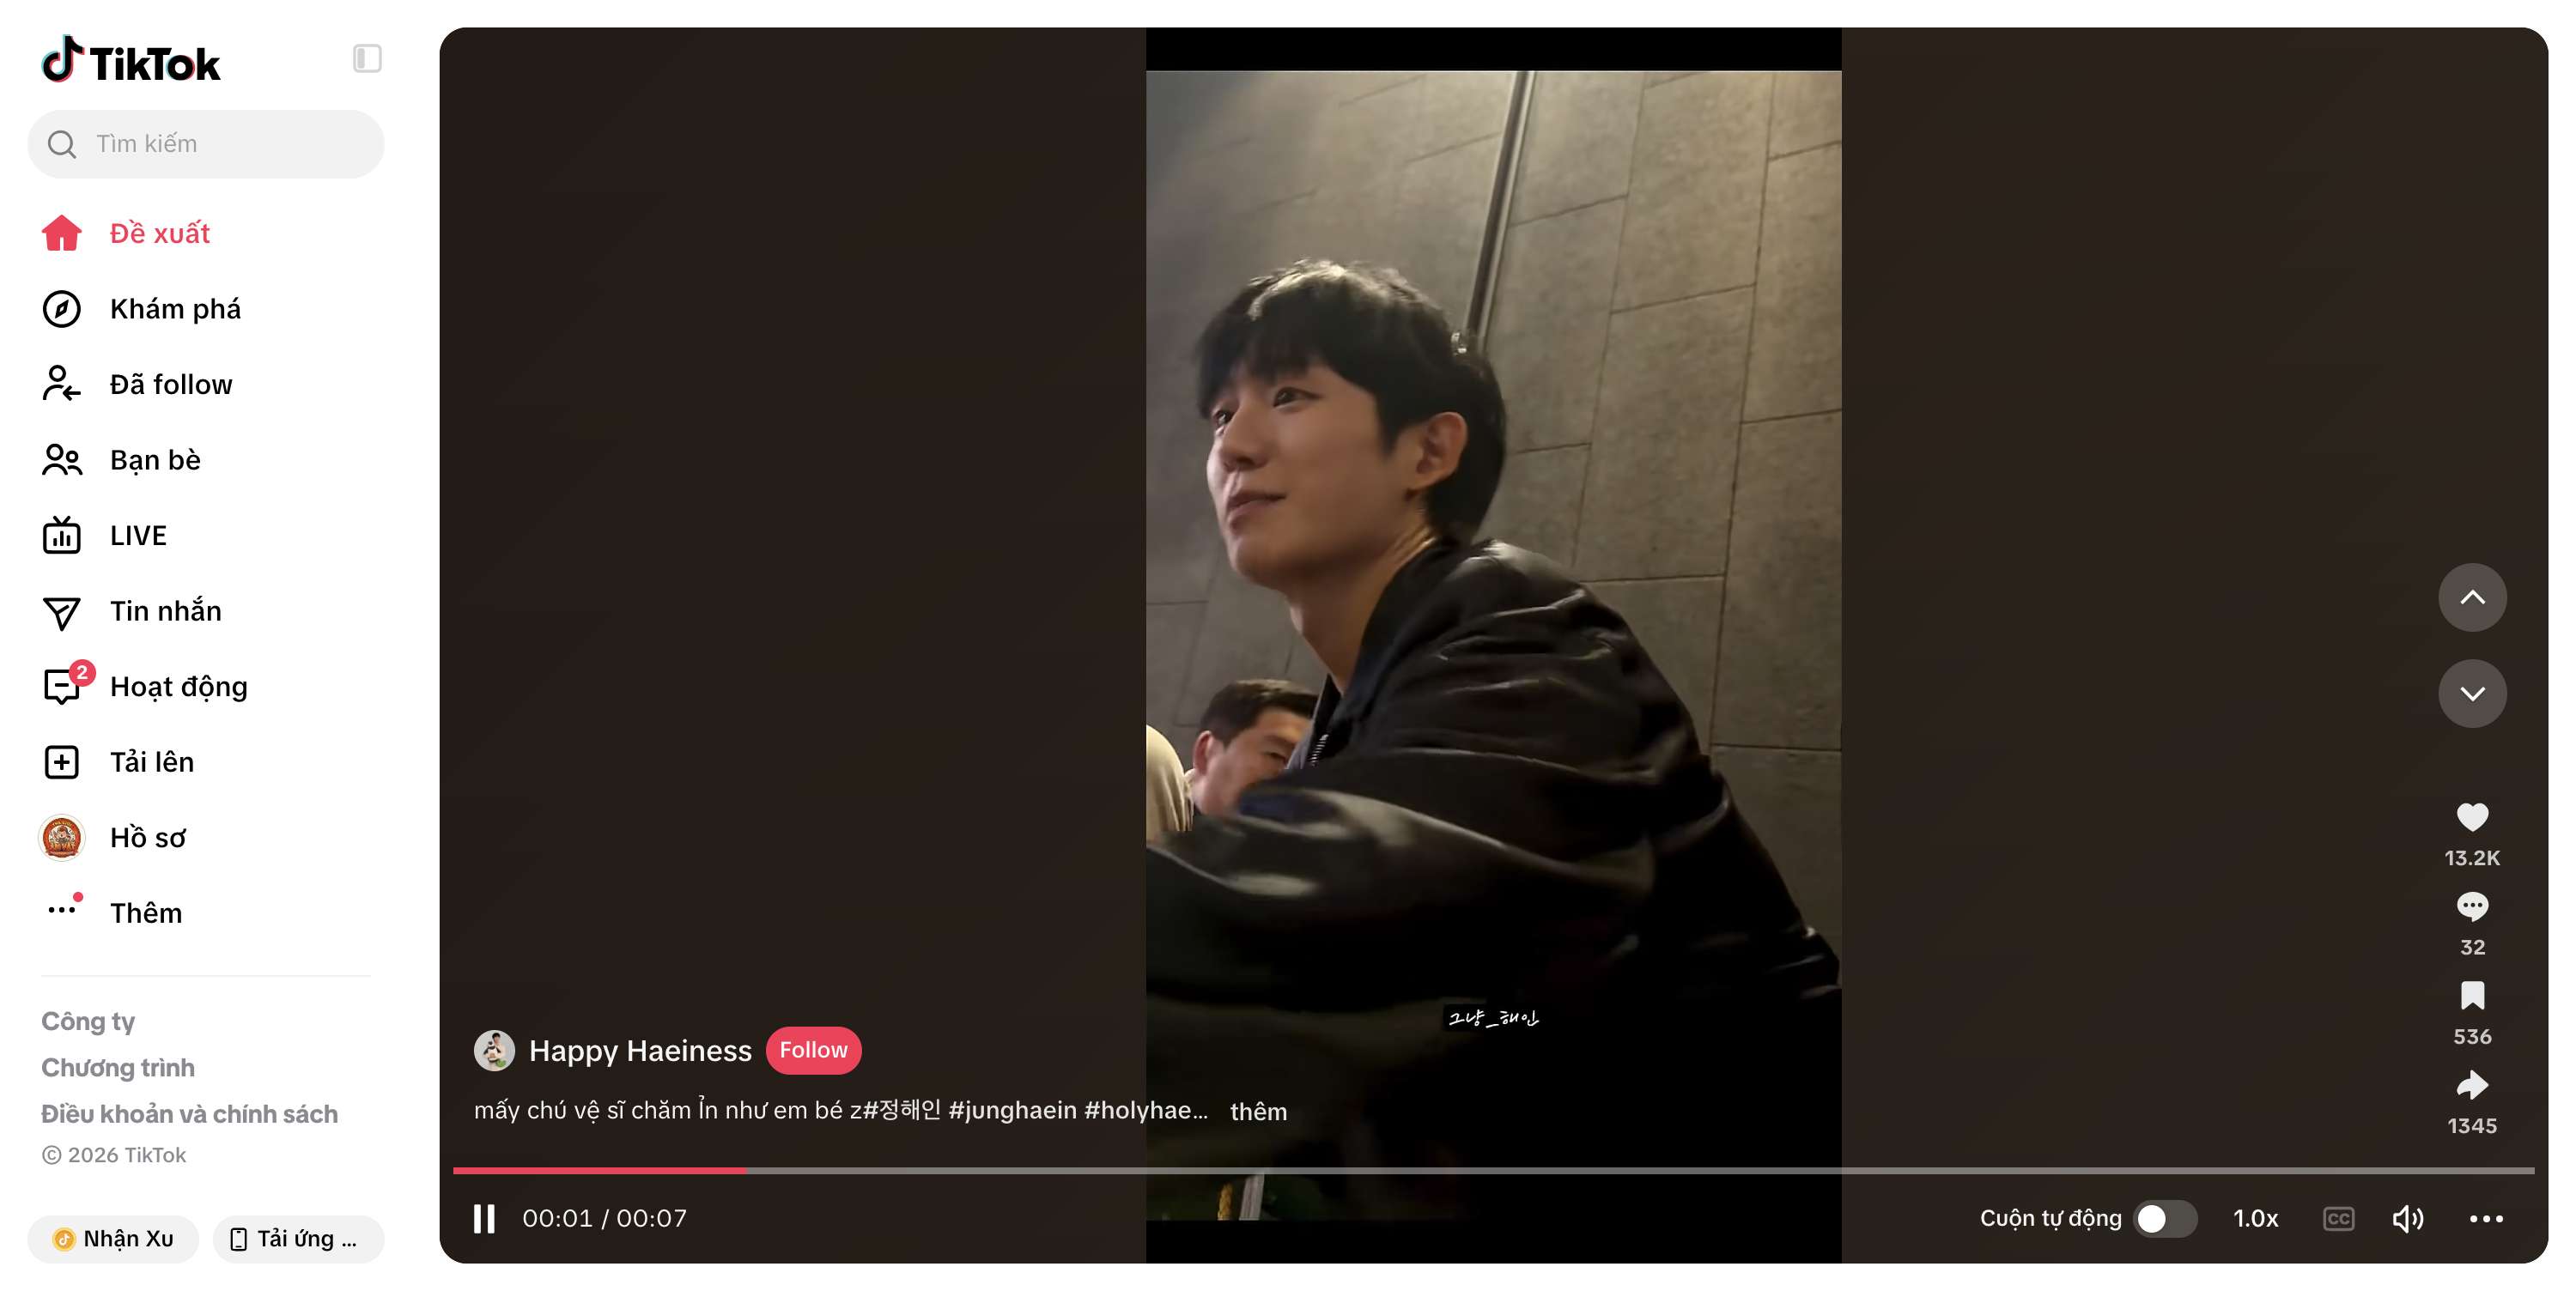 TikTok
Tìm kiếm
Đề xuất
Khám phá
Đã follow
Bạn bè
LIVE
Tin nhắn
2
Hoạt động
Tải lên
Hồ sơ
Thêm
Công ty
Chương trình
Điều khoản và chính sách
© 2026 TikTok
Nhận Xu
Tải ứng ...
그냥_해인
Happy Haeiness
Follow
mấy chú vệ sĩ chăm Ỉn như em bé z#정해인 #junghaein #holyhae... thêm
00:01 / 00:07
13.2K
32
536
1345
Cuộn tự động
1.0x
CC